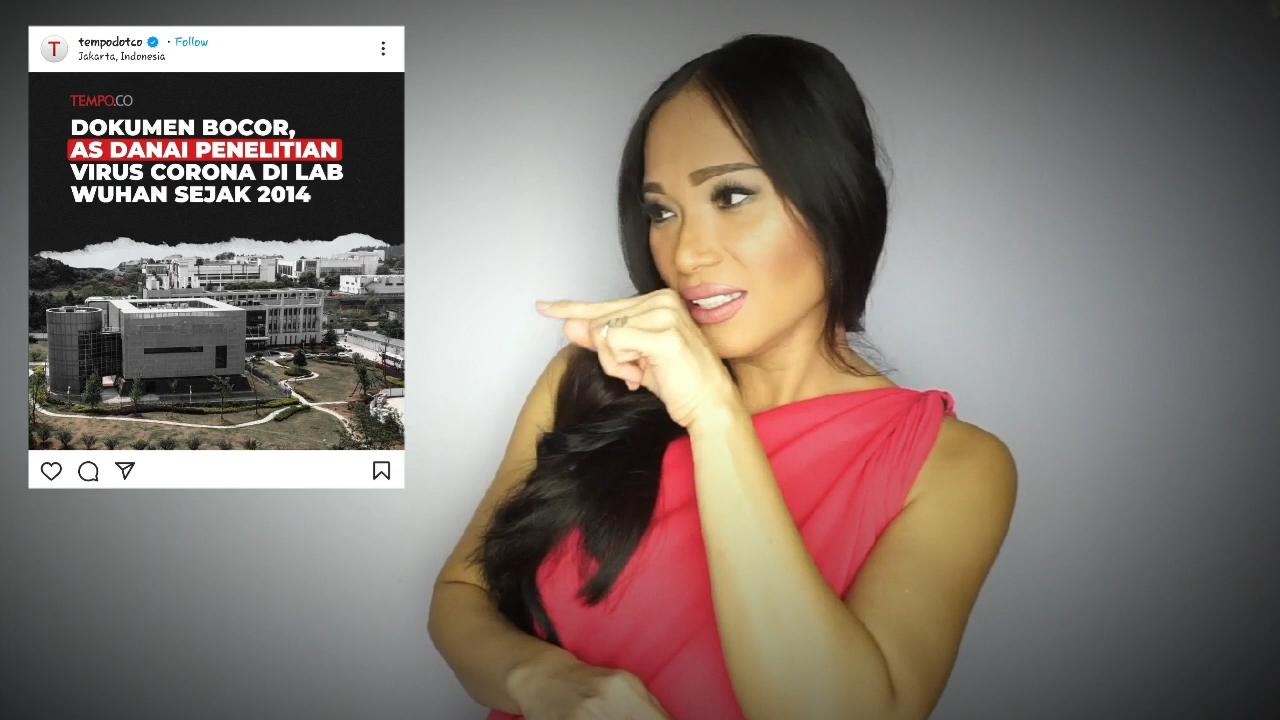 T
tempodotco • Follow
Jakarta, Indonesia
TEMPO.CO
DOKUMEN BOCOR,
AS DANAI PENELITIAN
VIRUS CORONA DI LAB
WUHAN SEJAK 2014